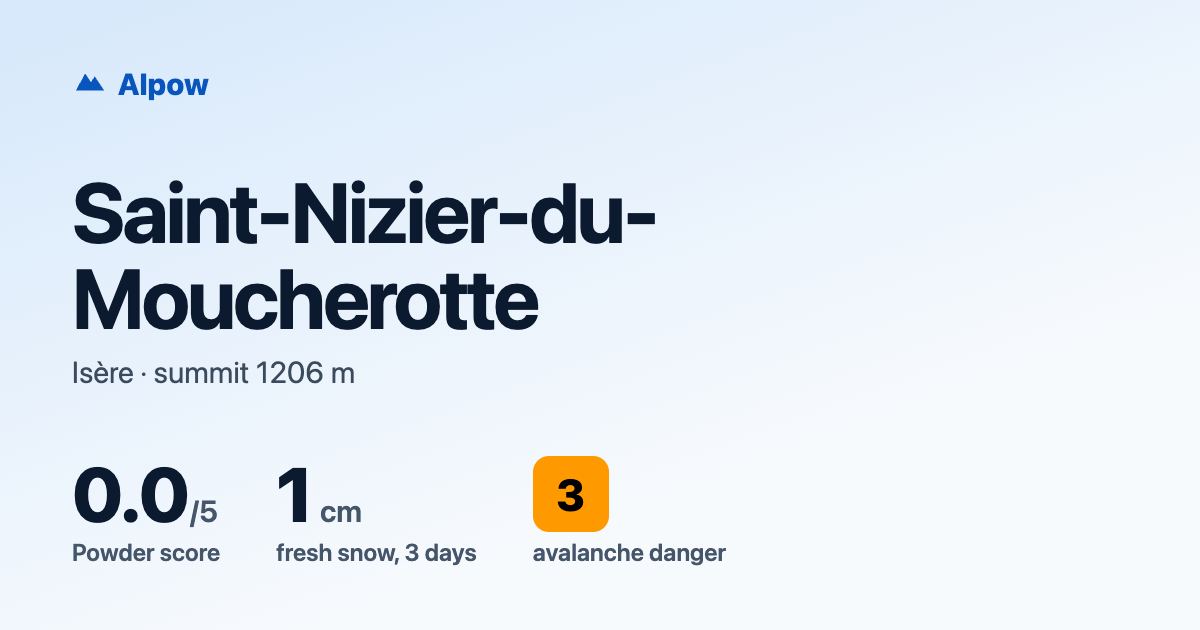 Alpow
Saint-Nizier-du-
Moucherotte
Isère · summit 1206 m
0.0/5
1 cm
3
Powder score
fresh snow, 3 days
avalanche danger